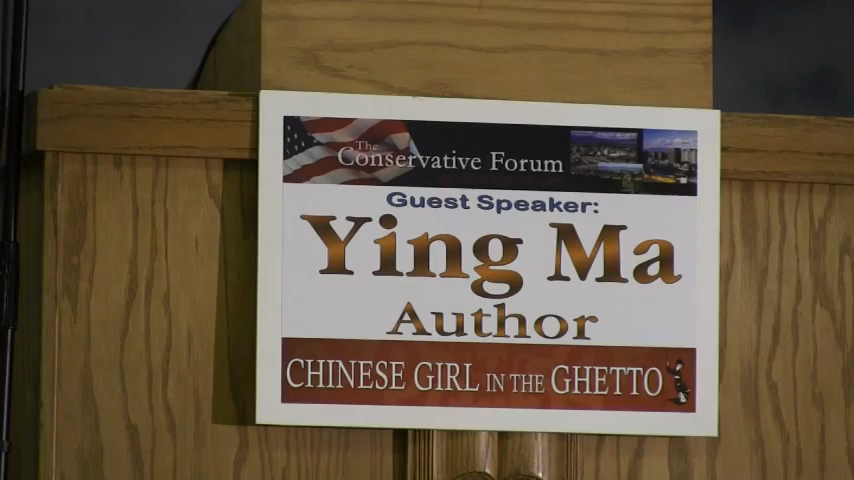 The
Conservative Forum
Guest Speaker:
Ying Ma
Author
CHINESE GIRL IN THE GHETTO